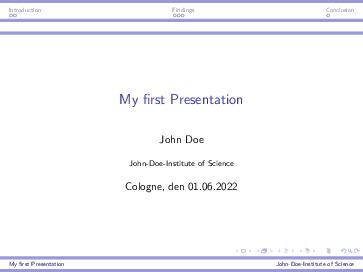 Introduction Findings Conclusion
My first Presentation
John Doe
John-Doe-Institute of Science
Cologne, den 01.06.2022
My first Presentation John-Doe-Institute of Science